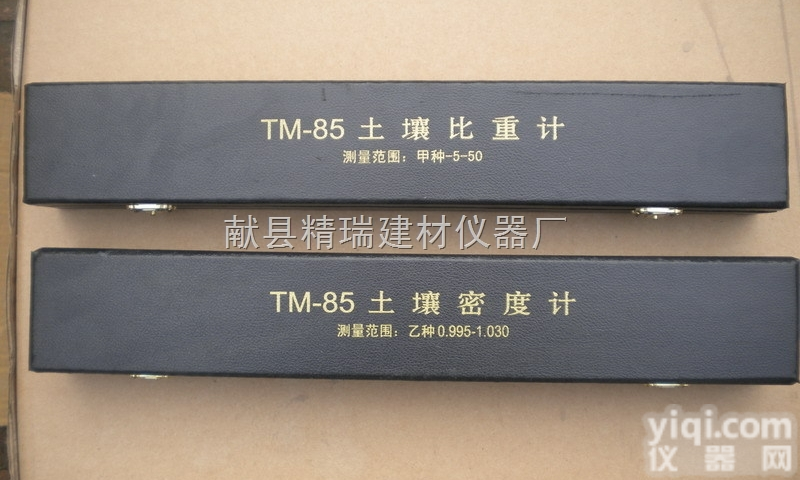 TM-85 土壤比重计
测量范围：甲种-5-50
献县精瑞建材仪器厂
TM-85 土壤密度计
测量范围：乙种0.995-1.030
yiqi.com
仪器网